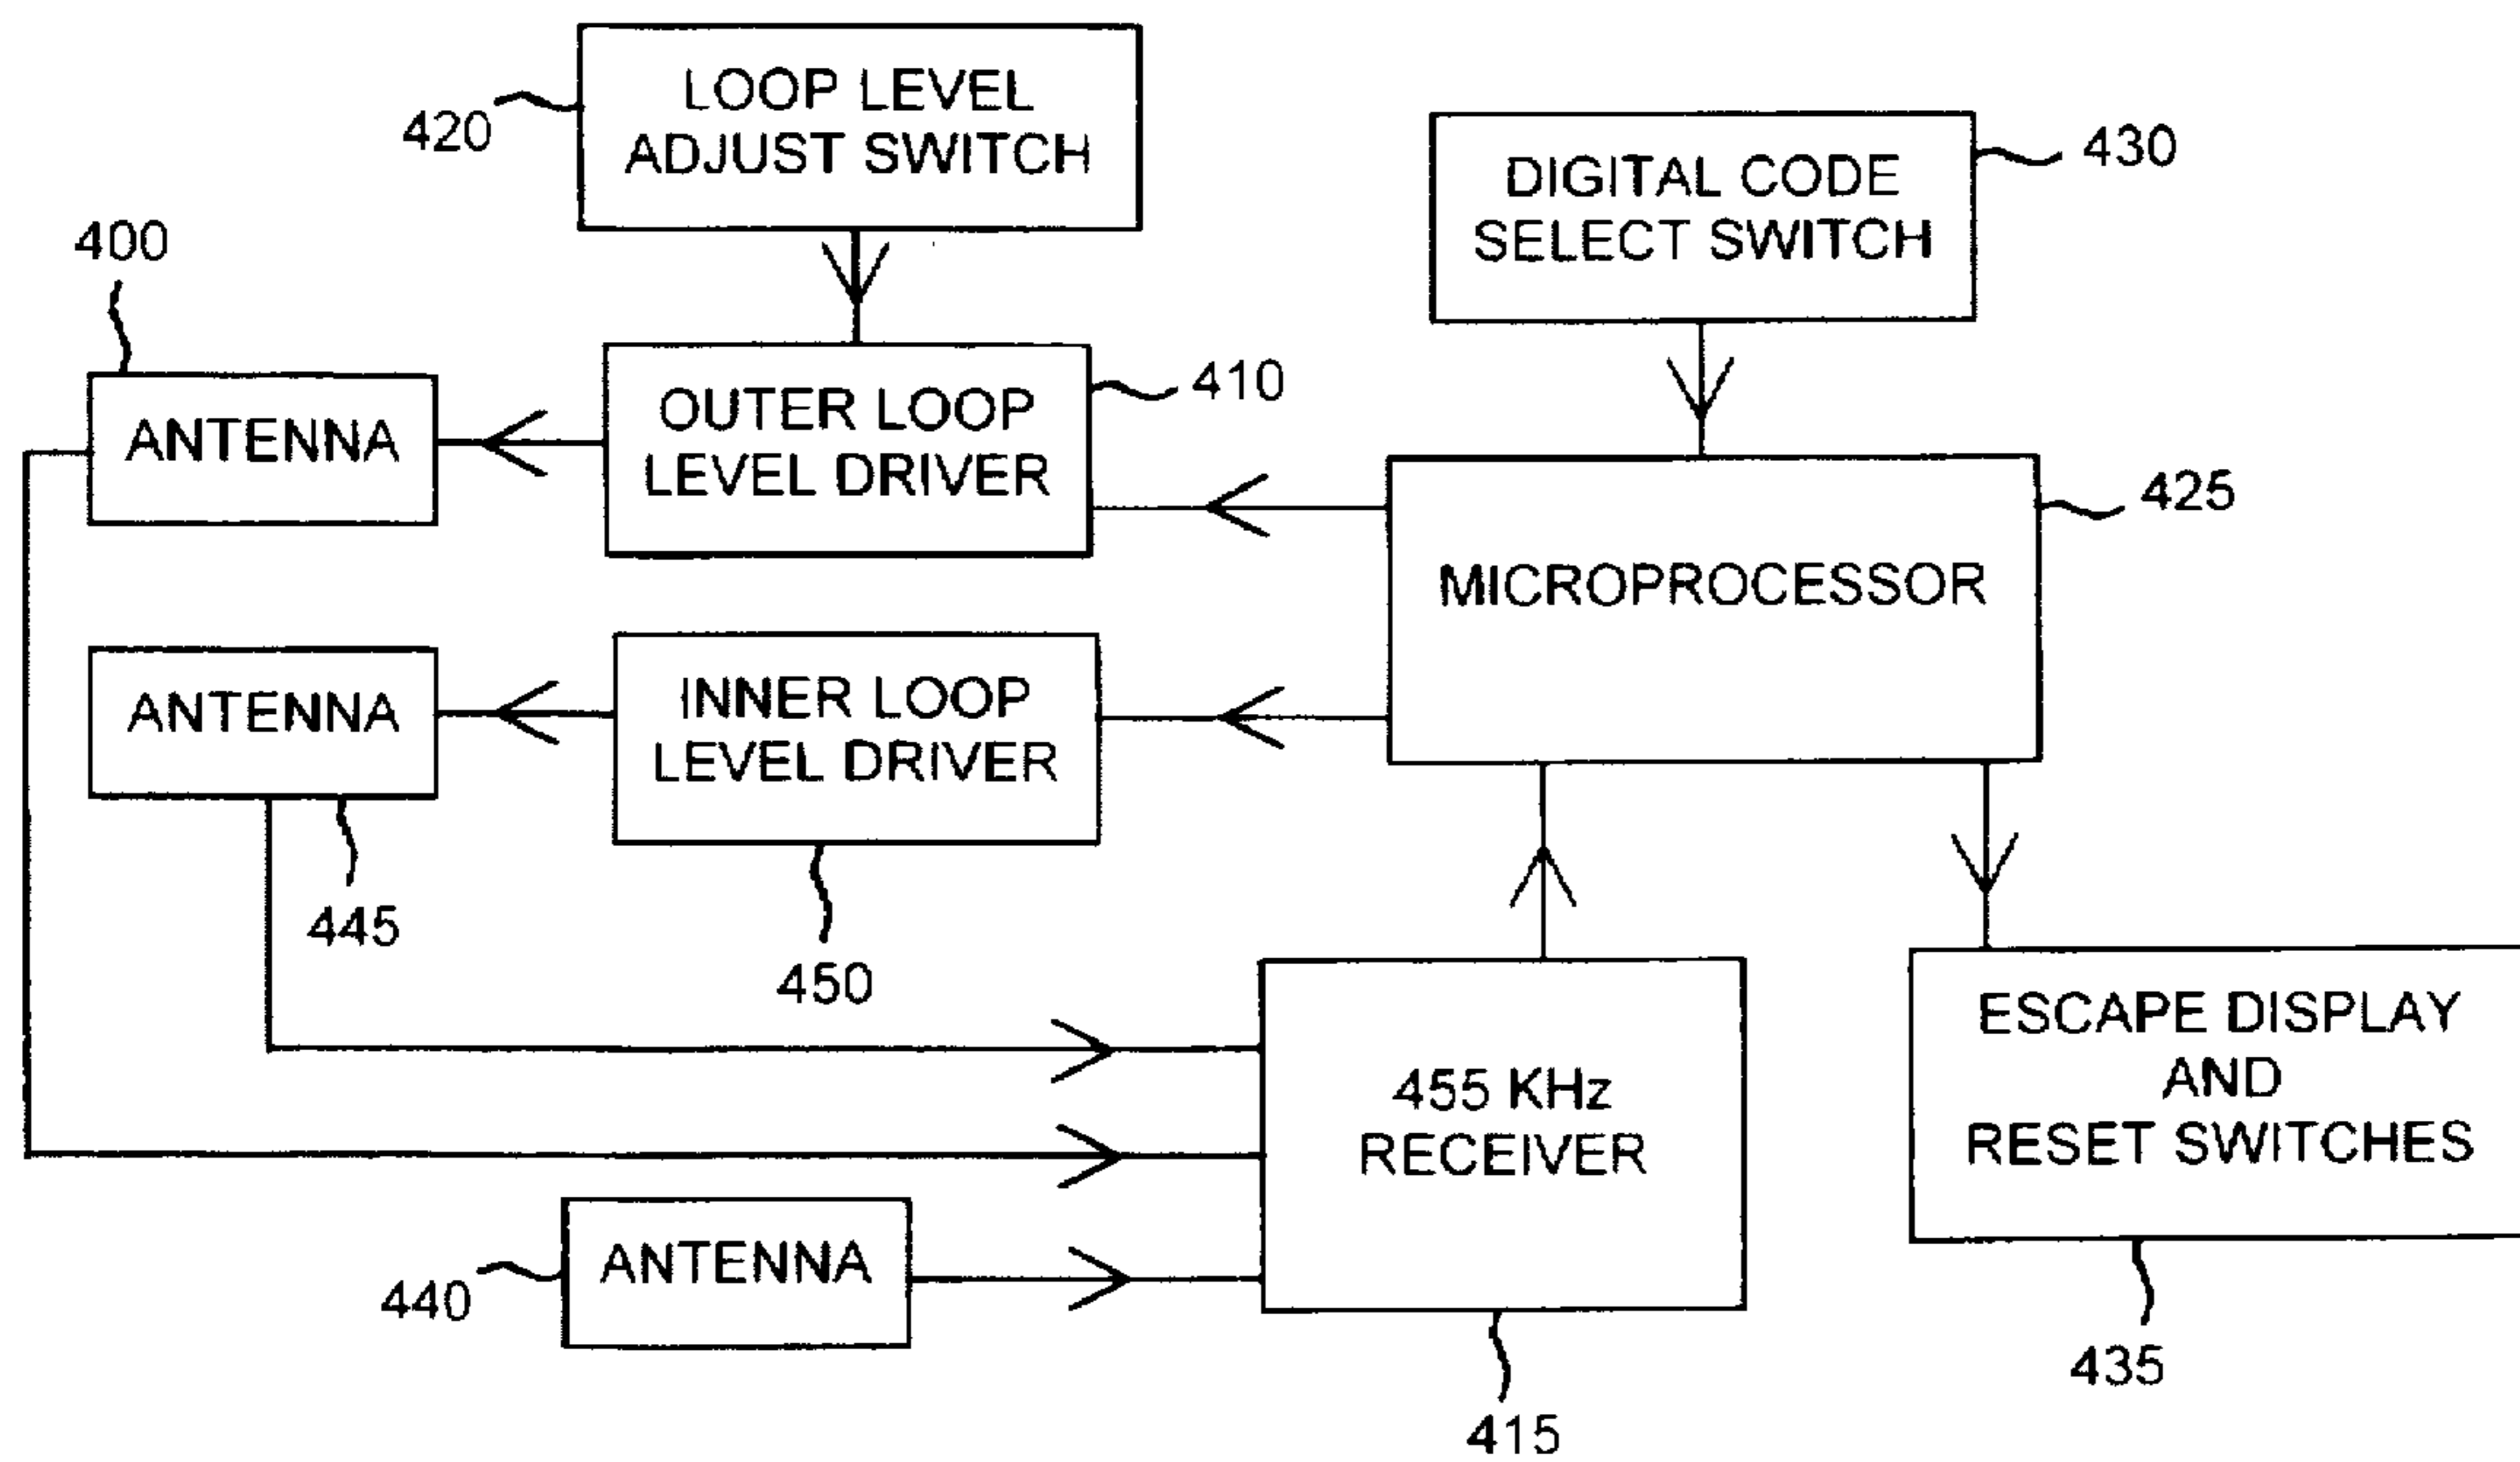 LOOP LEVEL
ADJUST SWITCH
420
DIGITAL CODE
SELECT SWITCH
430
400
ANTENNA
OUTER LOOP
LEVEL DRIVER
410
MICROPROCESSOR
425
ANTENNA
445
INNER LOOP
LEVEL DRIVER
450
455 KHz
RECEIVER
415
ESCAPE DISPLAY
AND
RESET SWITCHES
435
ANTENNA
440